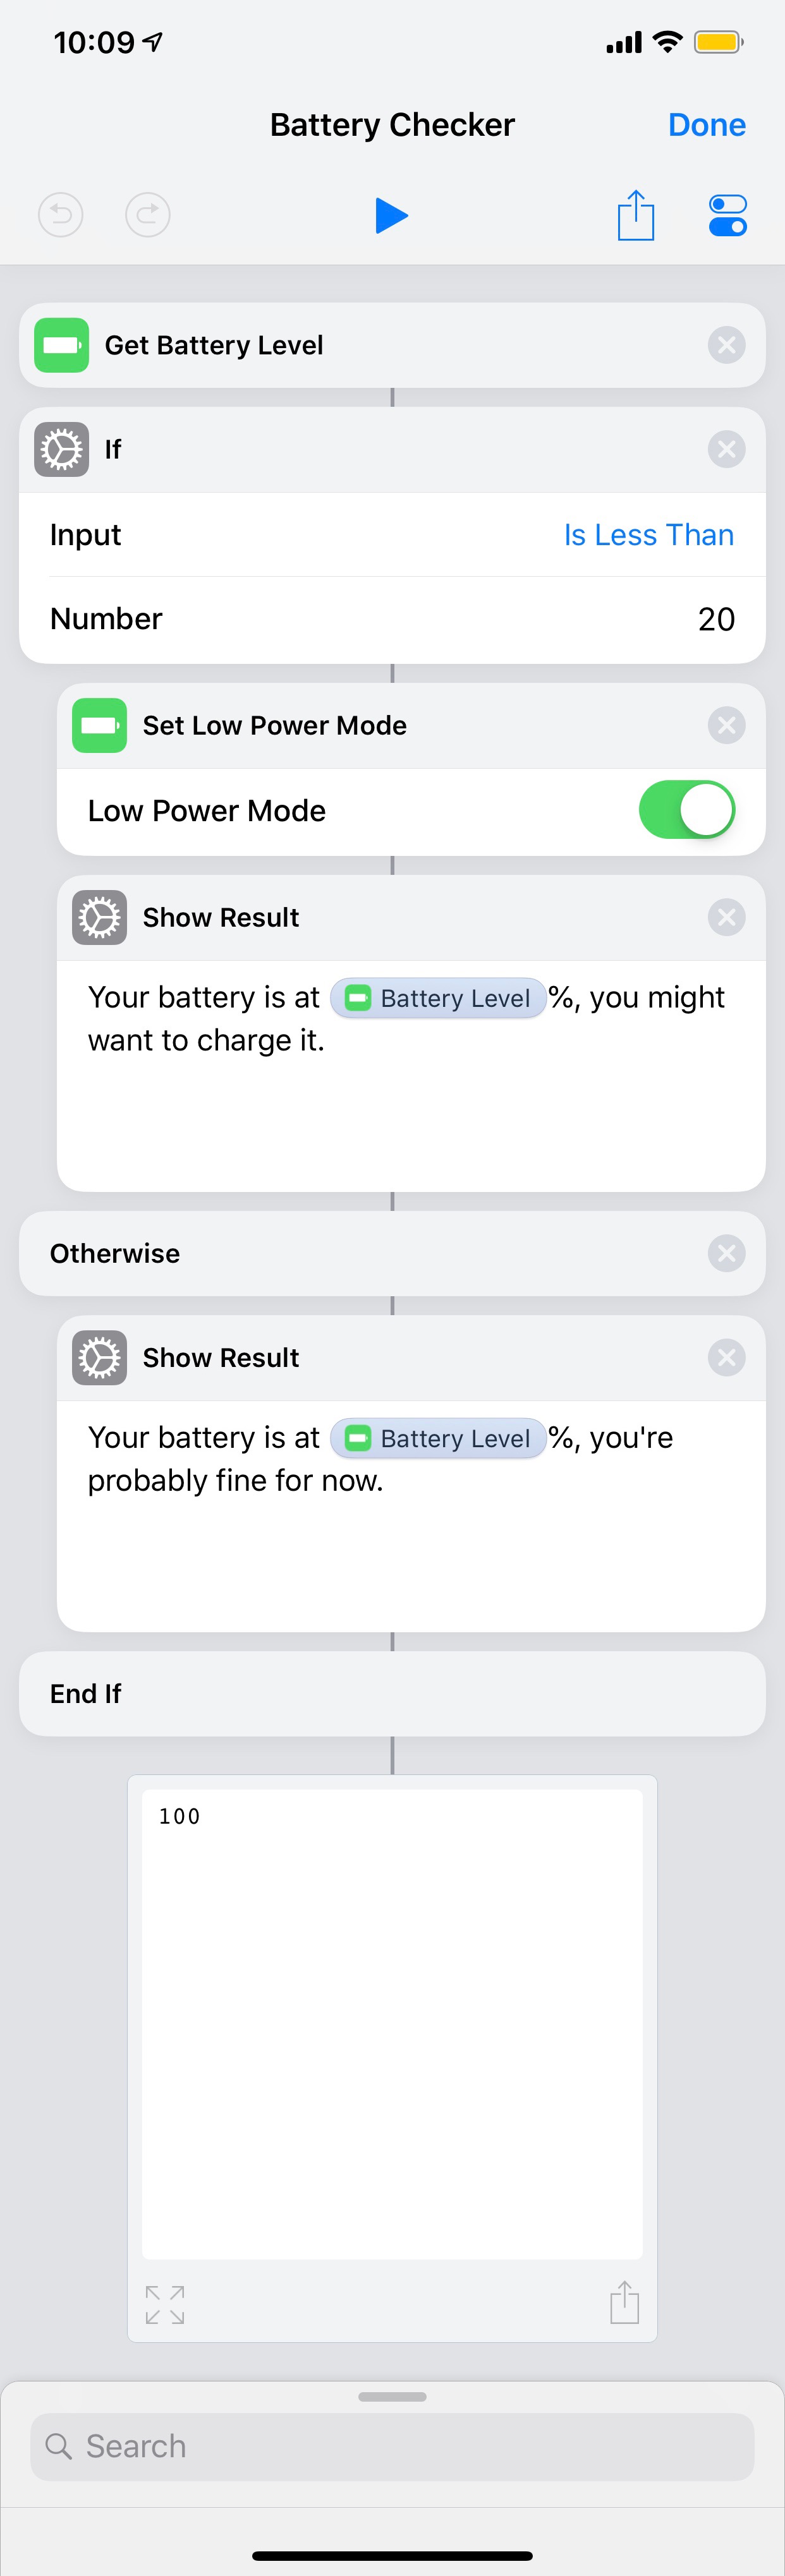 10:09
Battery Checker
Done
Get Battery Level
If
Input Is Less Than
Number 20
Set Low Power Mode
Low Power Mode
Show Result
Your battery is at Battery Level %, you might
want to charge it.
Otherwise
Show Result
Your battery is at Battery Level %, you're
probably fine for now.
End If
100
Search